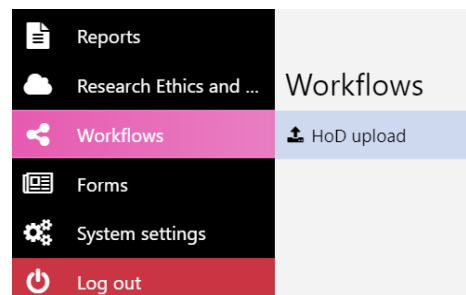 Reports
Research Ethics and ...
Workflows
Forms
System settings
Log out
Workflows
HoD upload